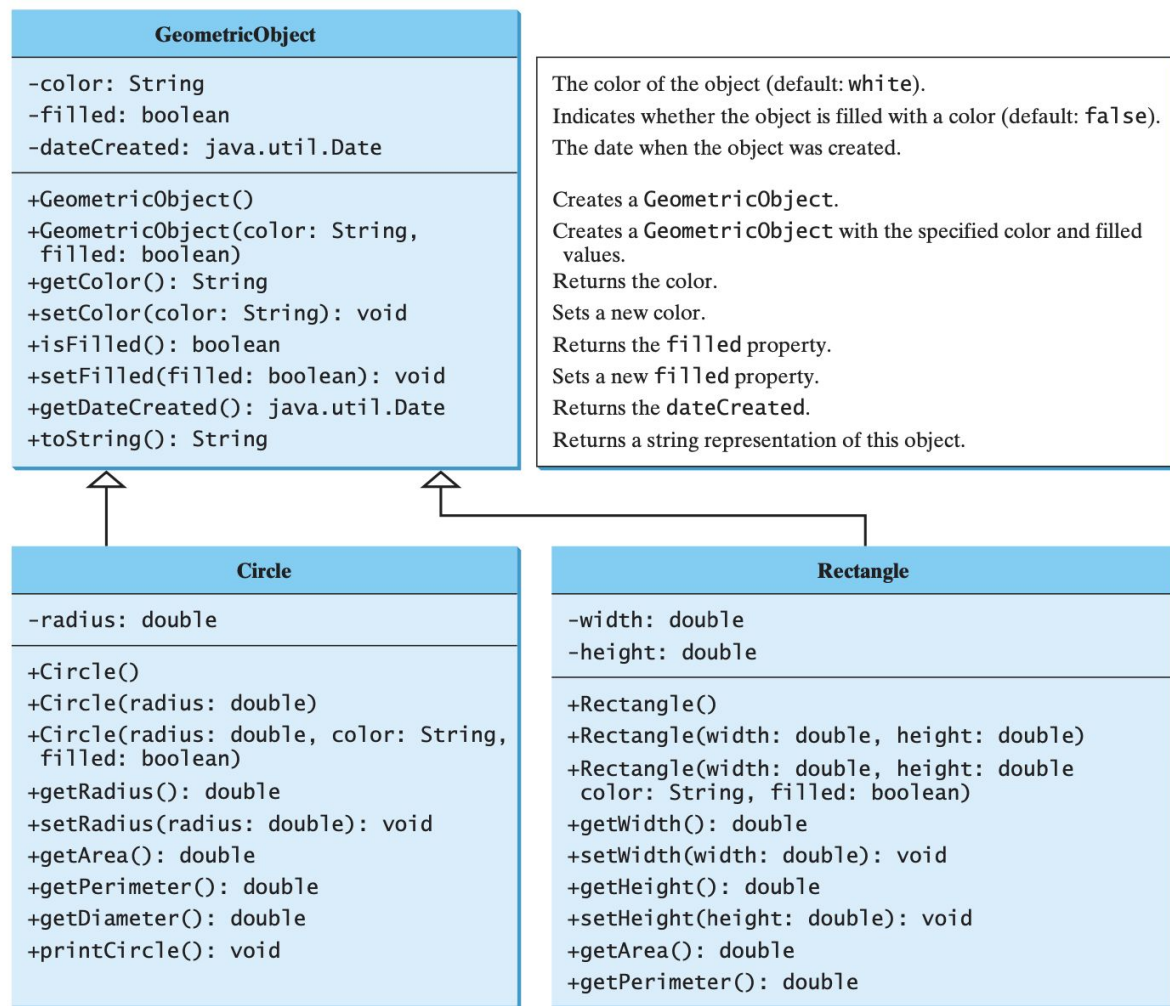 GeometricObject
-color: String
-filled: boolean
-dateCreated: java.util.Date
+GeometricObject()
+GeometricObject(color: String,
filled: boolean)
+getColor(): String
+setColor(color: String): void
+isFilled(): boolean
+setFilled(filled: boolean): void
+getDateCreated(): java.util.Date
+toString(): String
The color of the object (default: white).
Indicates whether the object is filled with a color (default: false).
The date when the object was created.
Creates a GeometricObject.
Creates a GeometricObject with the specified color and filled
values.
Returns the color.
Sets a new color.
Returns the filled property.
Sets a new filled property.
Returns the dateCreated.
Returns a string representation of this object.
Circle
-radius: double
+Circle()
+Circle(radius: double)
+Circle(radius: double, color: String,
filled: boolean)
+getRadius(): double
+setRadius(radius: double): void
+getArea(): double
+getPerimeter(): double
+getDiameter(): double
+printCircle(): void
Rectangle
-width: double
-height: double
+Rectangle()
+Rectangle(width: double, height: double)
+Rectangle(width: double, height: double
color: String, filled: boolean)
+getWidth(): double
+setWidth(width: double): void
+getHeight(): double
+setHeight(height: double): void
+getArea(): double
+getPerimeter(): double